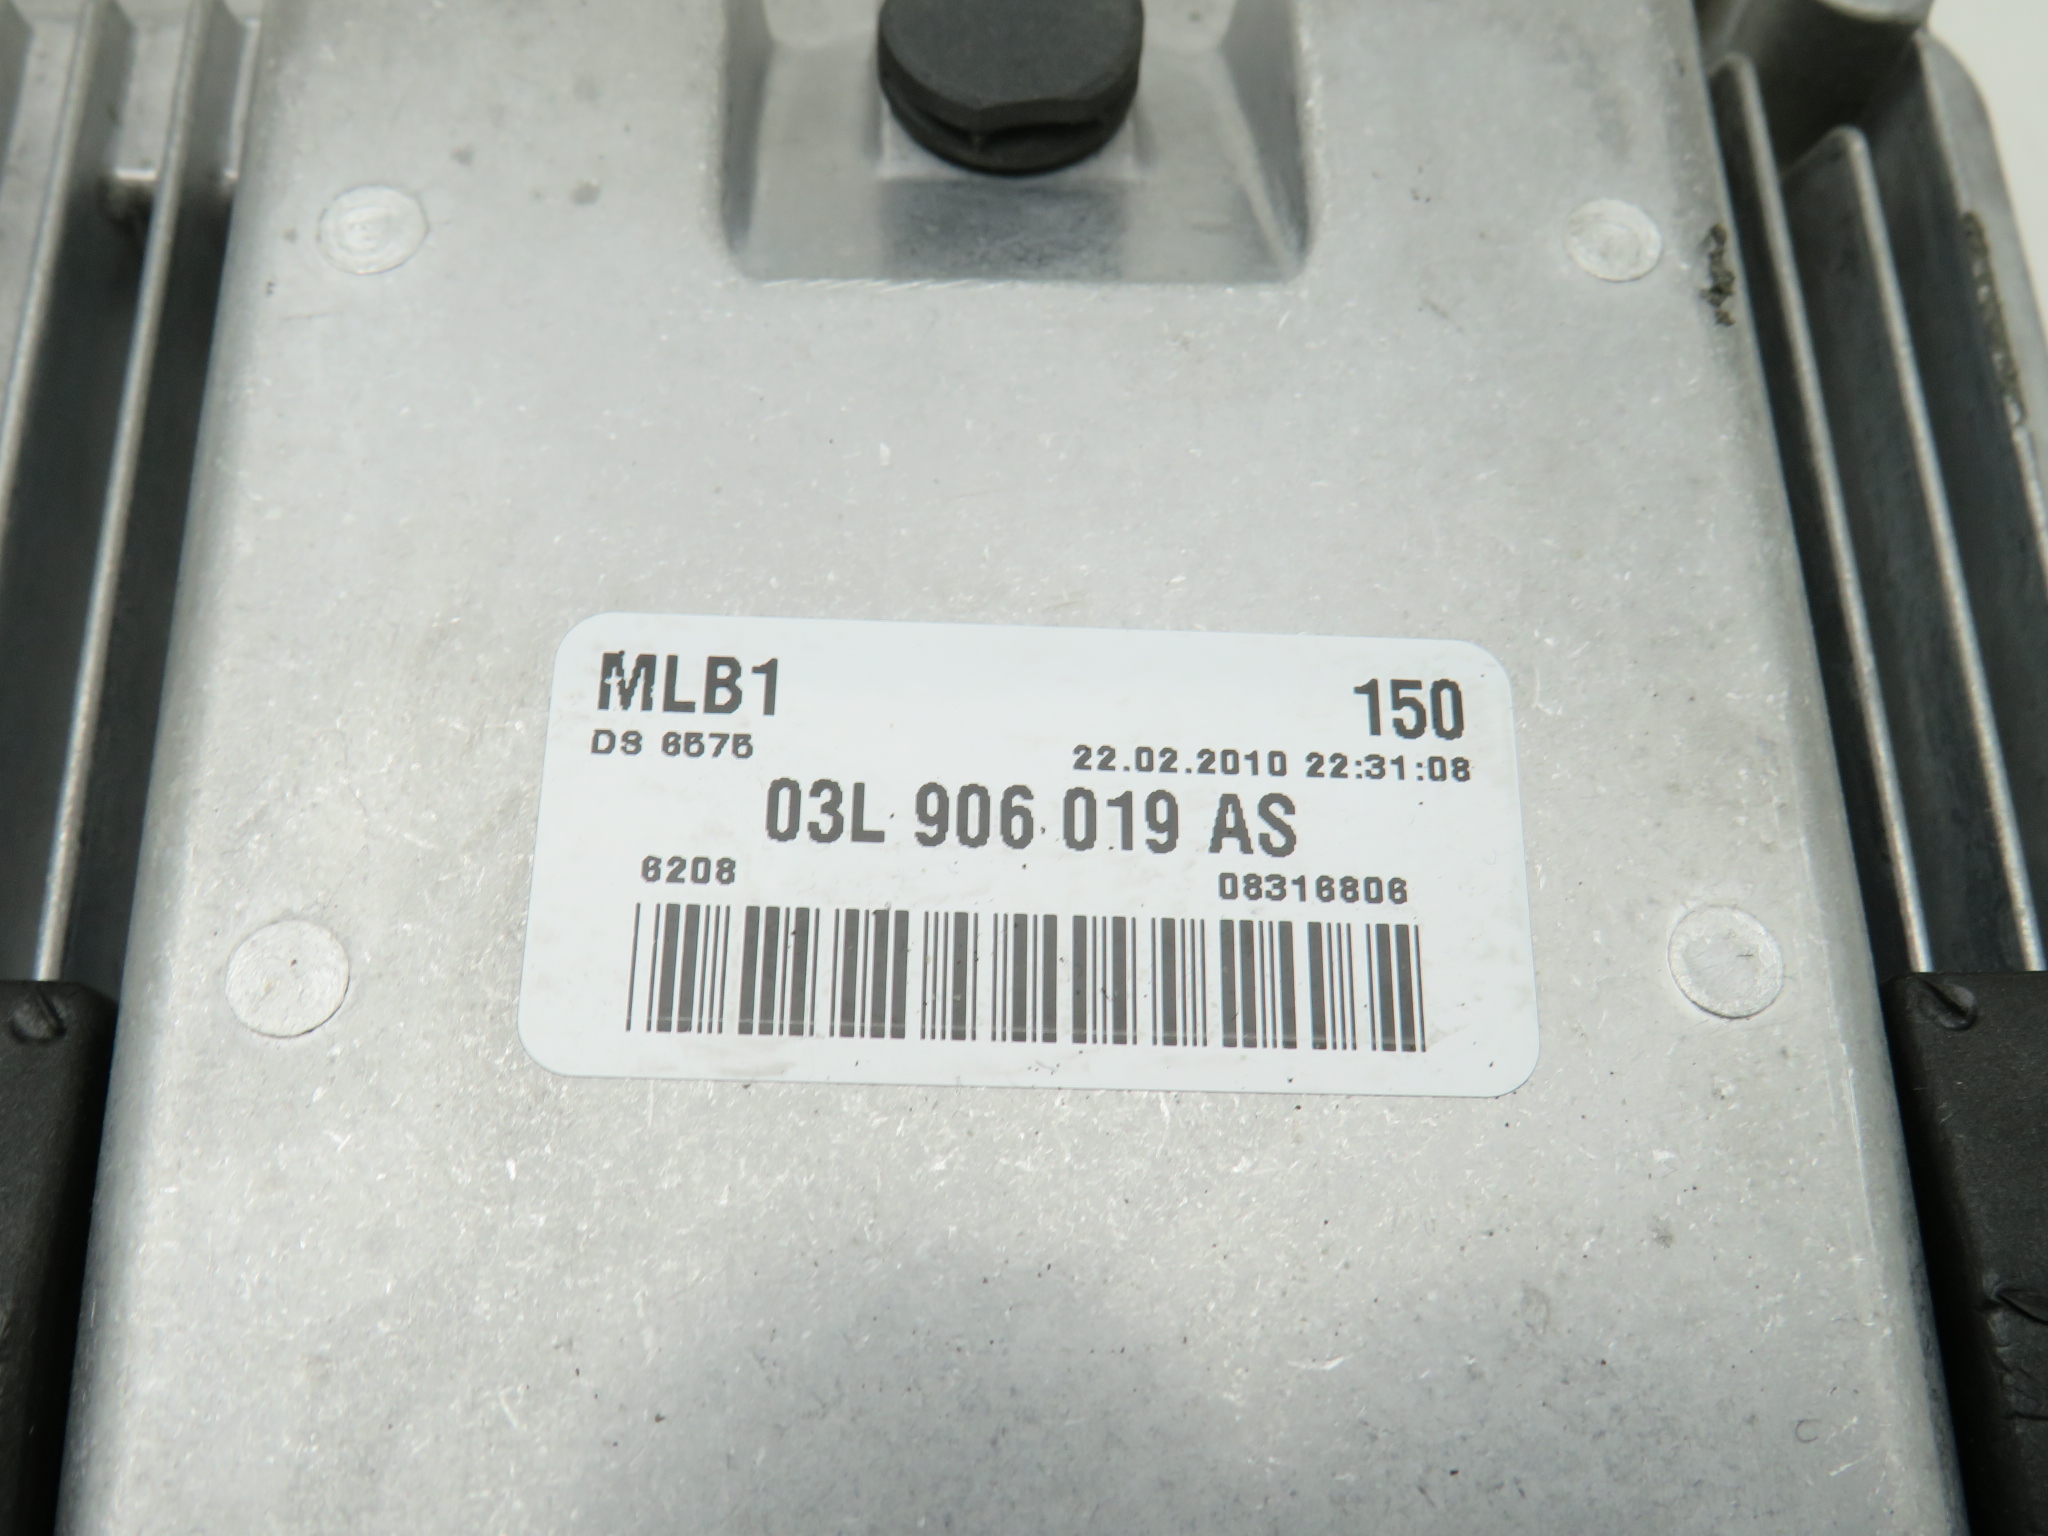 MLB1 150
DS 6575 22.02.2010 22:31:08
03L 906 019 AS
6208 08316806